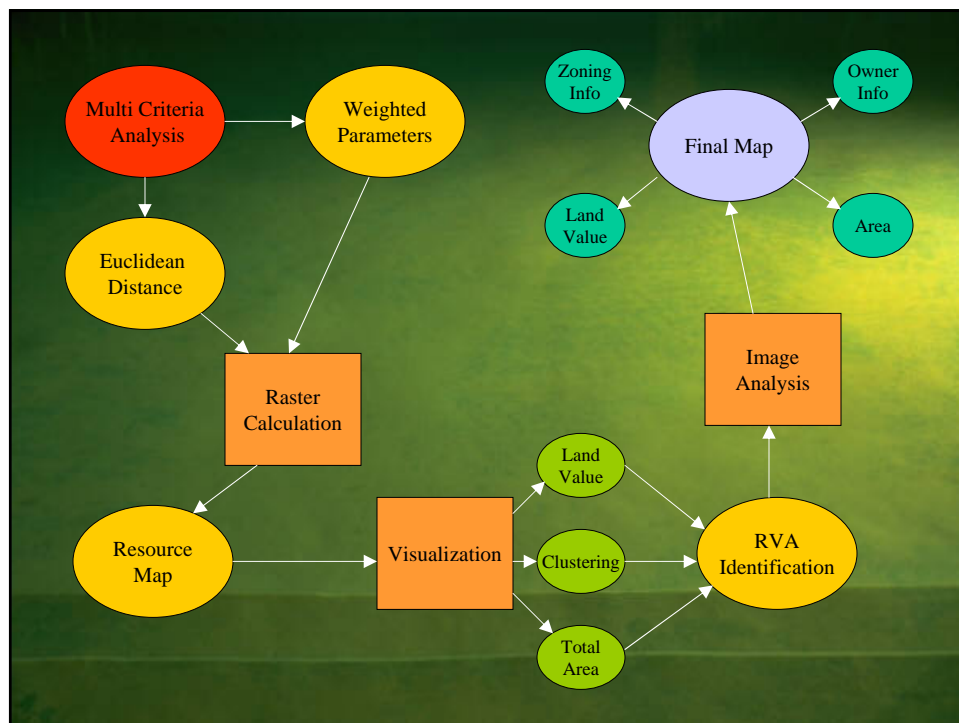 Multi Criteria
Analysis
Weighted
Parameters
Zoning
Info
Owner
Info
Final Map
Land
Value
Area
Euclidean
Distance
Raster
Calculation
Image
Analysis
Resource
Map
Visualization
Land
Value
Clustering
Total
Area
RVA
Identification